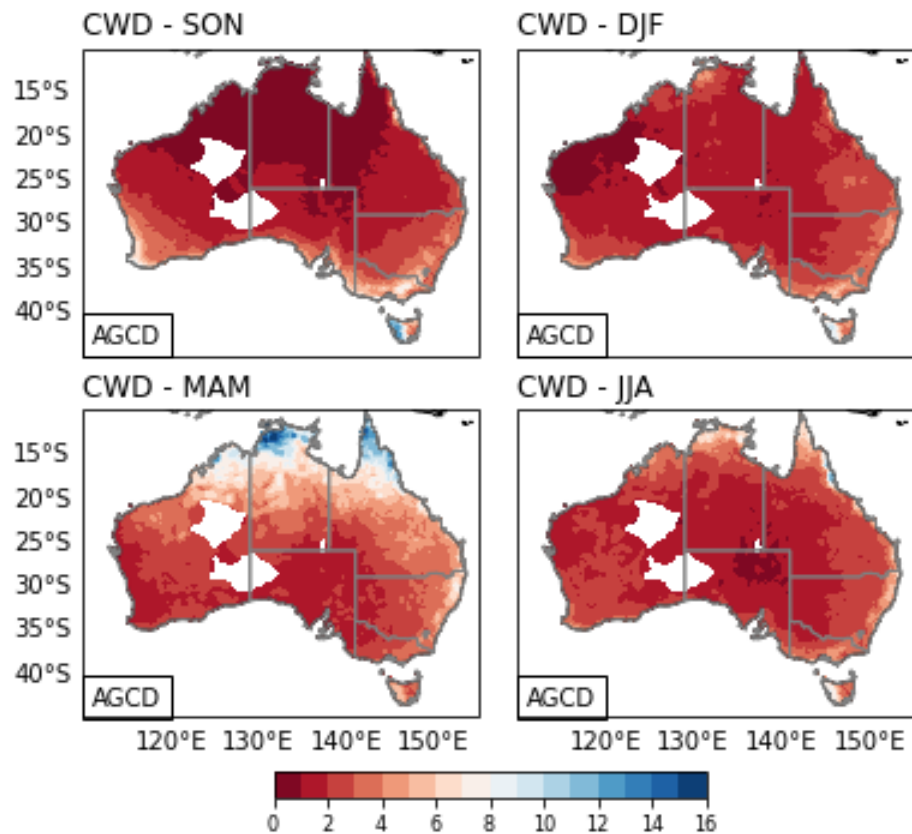 CWD - SON
CWD - DJF
15°S
20°S
25°S
30°S
35°S
40°S
AGCD
AGCD
CWD - MAM
CWD - JJA
15°S
20°S
25°S
30°S
35°S
40°S
AGCD
AGCD
120°E 130°E 140°E 150°E
120°E 130°E 140°E 150°E
0 2 4 6 8 10 12 14 16